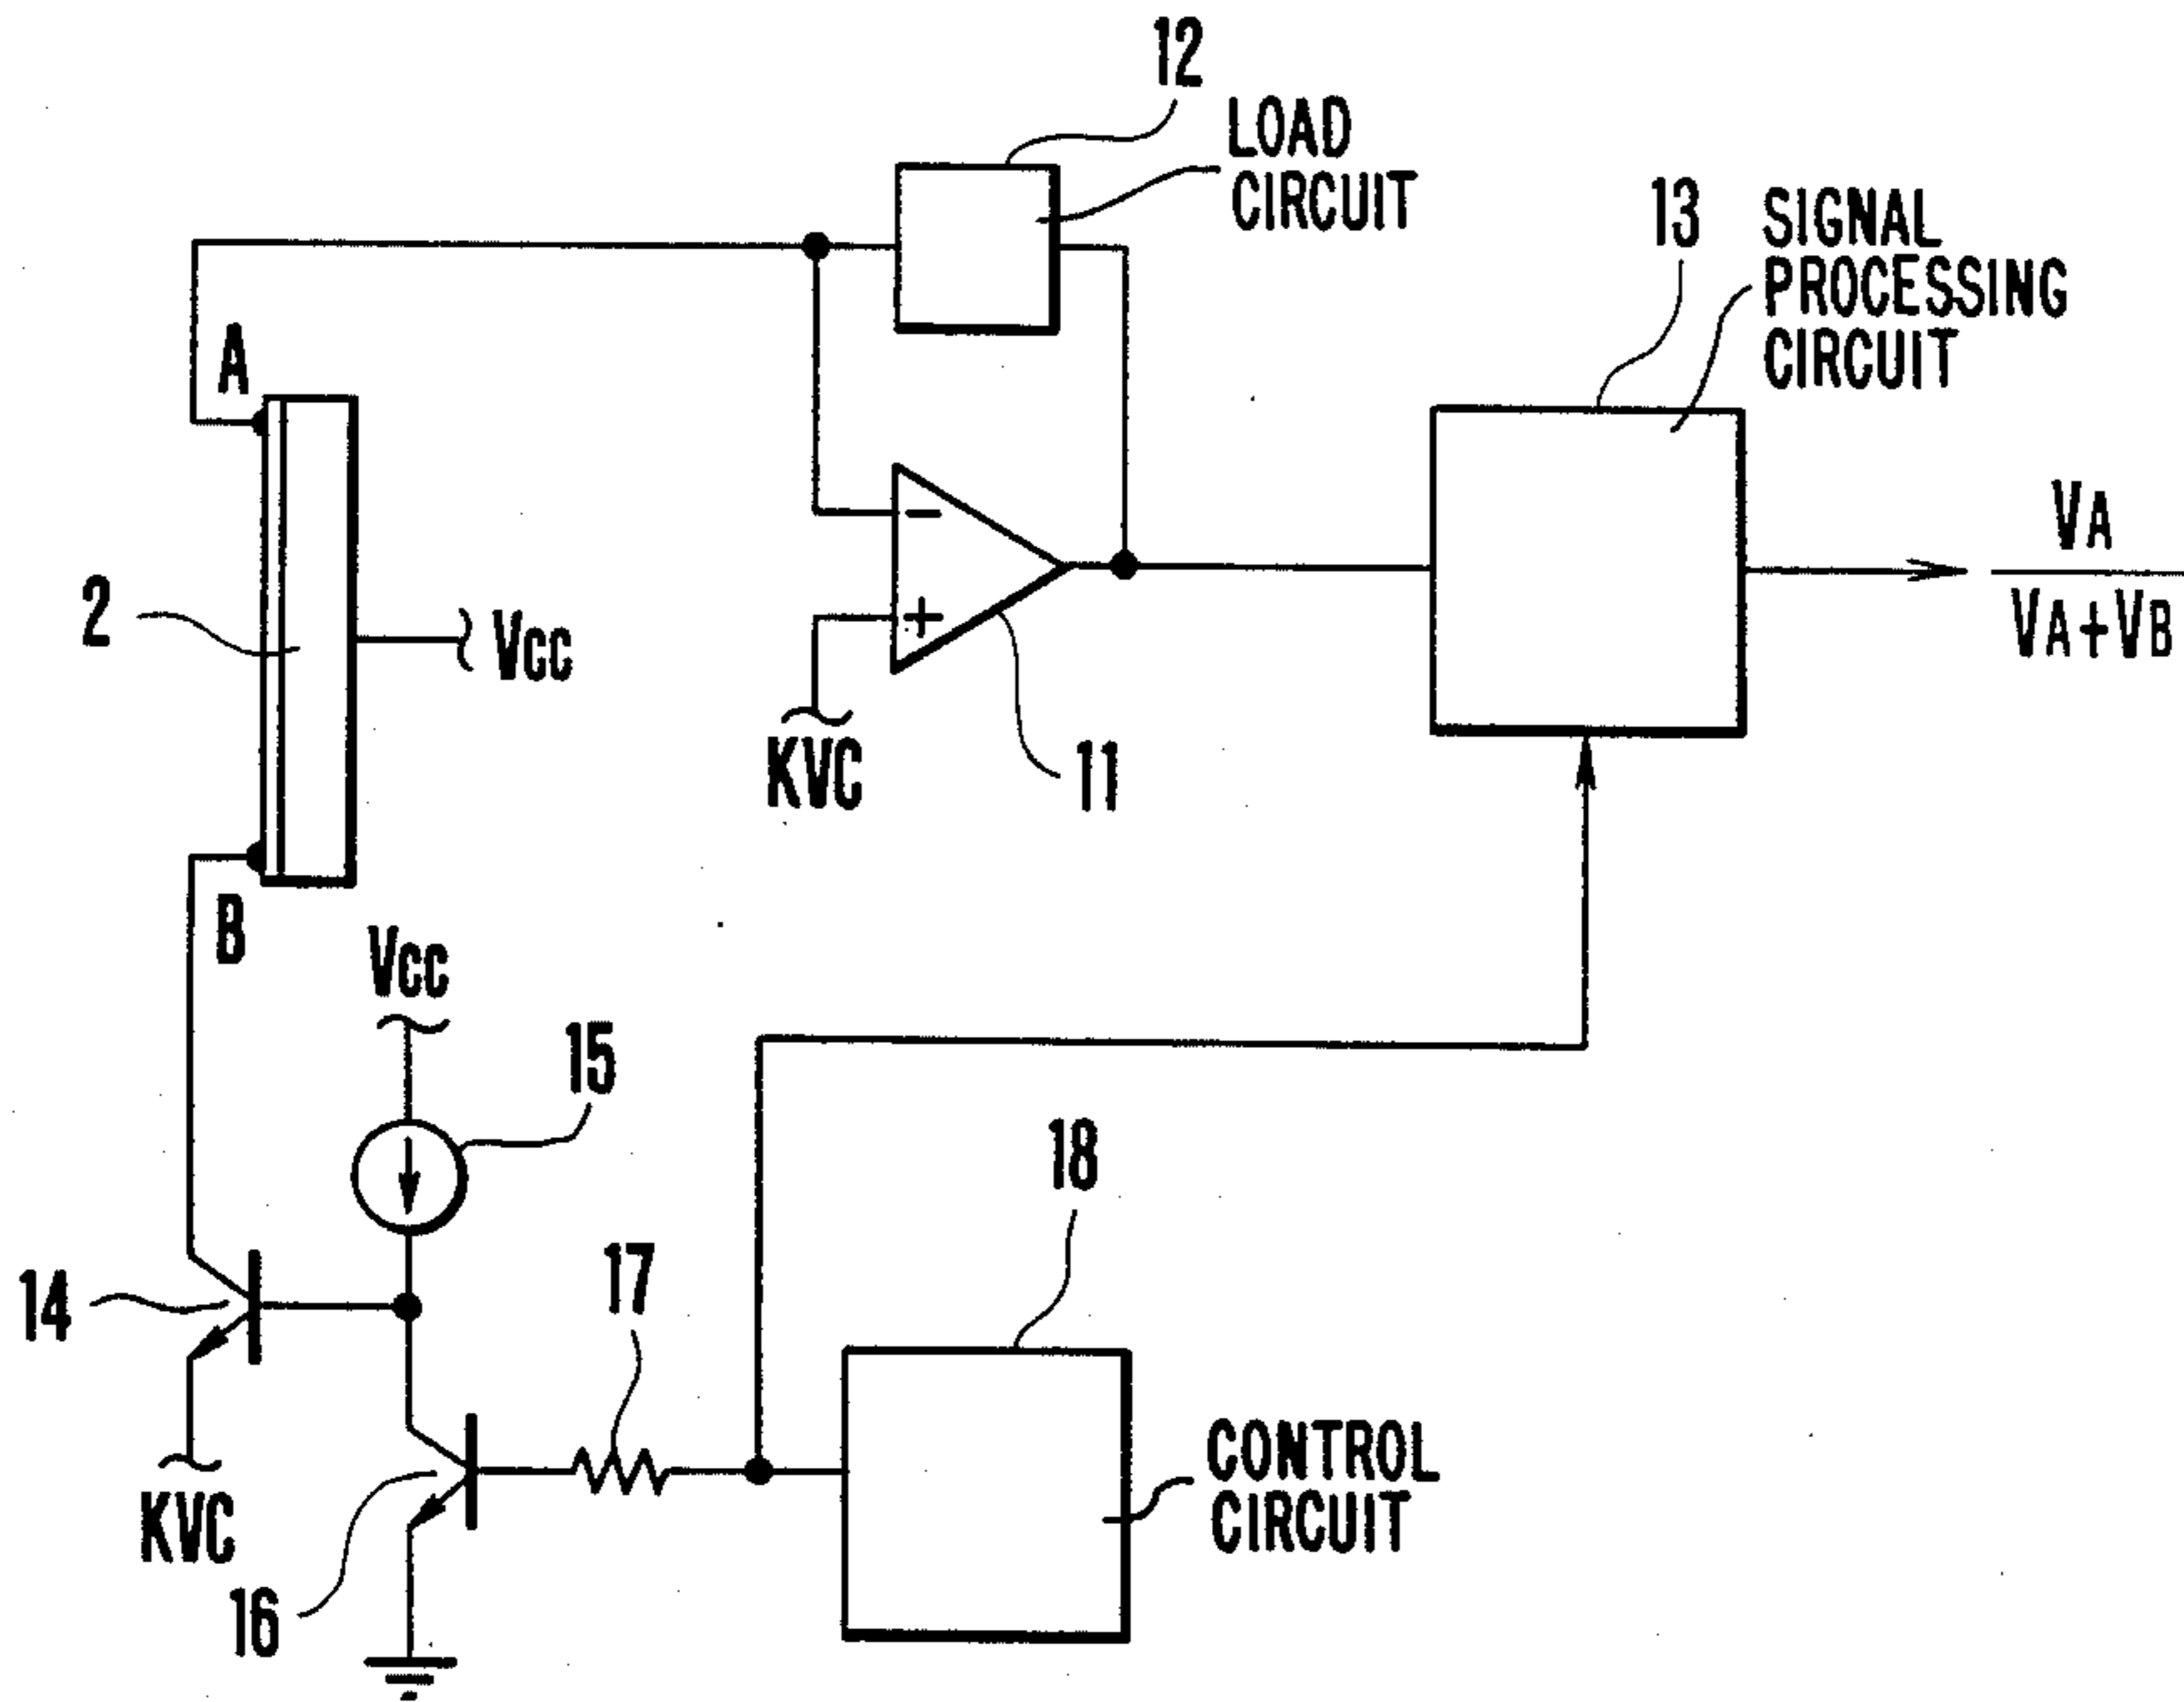 12
LOAD
CIRCUIT
13
SIGNAL
PROCESSING
CIRCUIT
A
2
VCC
KVC
11
VA
VA+VB
B
VCC
15
14
17
18
KVC
16
CONTROL
CIRCUIT